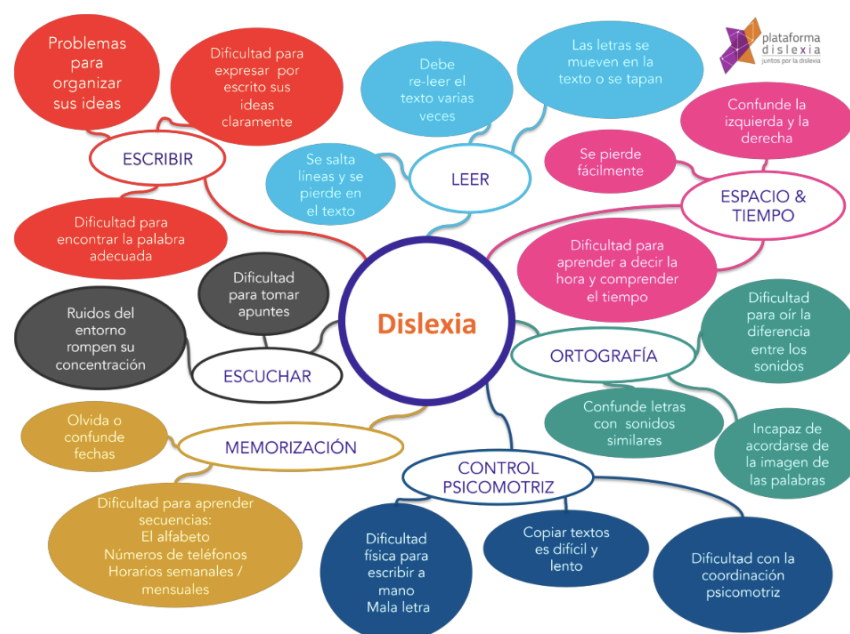 Problemas
para
organizar
sus ideas
Dificultad para
expresar por
escrito sus
ideas
claramente
ESCRIBIR
Dificultad para
encontrar la palabra
adecuada
Debe
re-leer el
texto varias
veces
Las letras se
mueven en la
texto o se tapan
Se salta
líneas y se
pierde en
el texto
LEER
plataforma
dislexia
juntos por la dislexia
Confunde la
izquierda y la
derecha
Se pierde
fácilmente
ESPACIO &
TIEMPO
Dificultad para
aprender a decir la
hora y comprender
el tiempo
Dislexia
Dificultad
para tomar
apuntes
Ruidos del
entorno
rompen su
concentración
ESCUCHAR
Dificultad
para oír la
diferencia
entre los
sonidos
ORTOGRAFÍA
Confunde letras
con sonidos
similares
Incapaz de
acordarse de
la imagen de
las palabras
Olvida o
confunde
fechas
MEMORIZACIÓN
Dificultad para aprender
secuencias:
El alfabeto
Números de teléfonos
Horarios semanales /
mensuales
CONTROL
PSICOMOTRIZ
Dificultad
física para
escribir a
mano
Mala letra
Copiar textos
es difícil y
lento
Dificultad con la
coordinación
psicomotriz